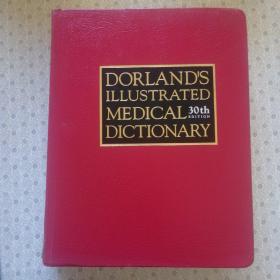 DORLAND'S
ILLUSTRATED
MEDICAL 30th
EDITION
DICTIONARY